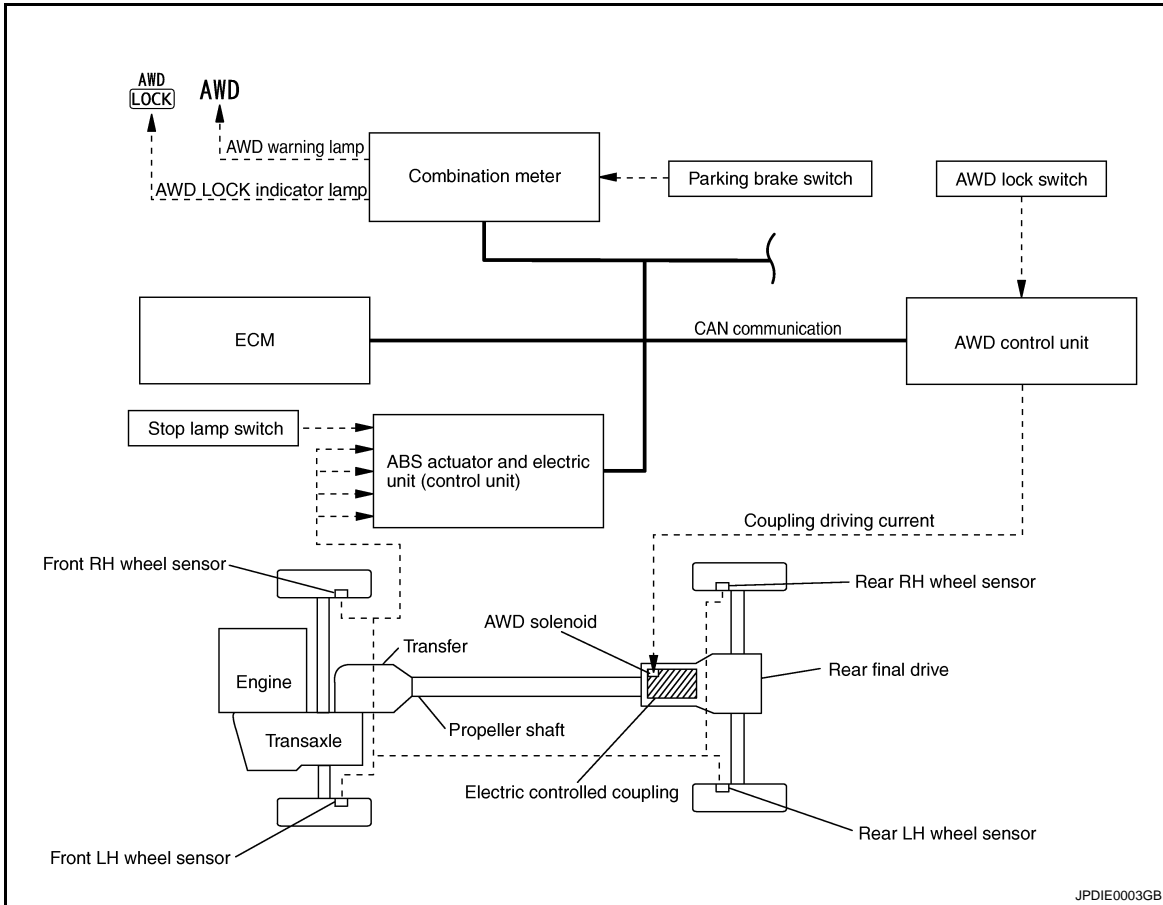 AWD
LOCK
AWD
AWD warning lamp
AWD LOCK indicator lamp
Combination meter
Parking brake switch
AWD lock switch
ECM
CAN communication
AWD control unit
Stop lamp switch
ABS actuator and electric
unit (control unit)
Coupling driving current
Front RH wheel sensor
Rear RH wheel sensor
AWD solenoid
Transfer
Rear final drive
Engine
Propeller shaft
Transaxle
Electric controlled coupling
Rear LH wheel sensor
Front LH wheel sensor
JPDIE0003GB